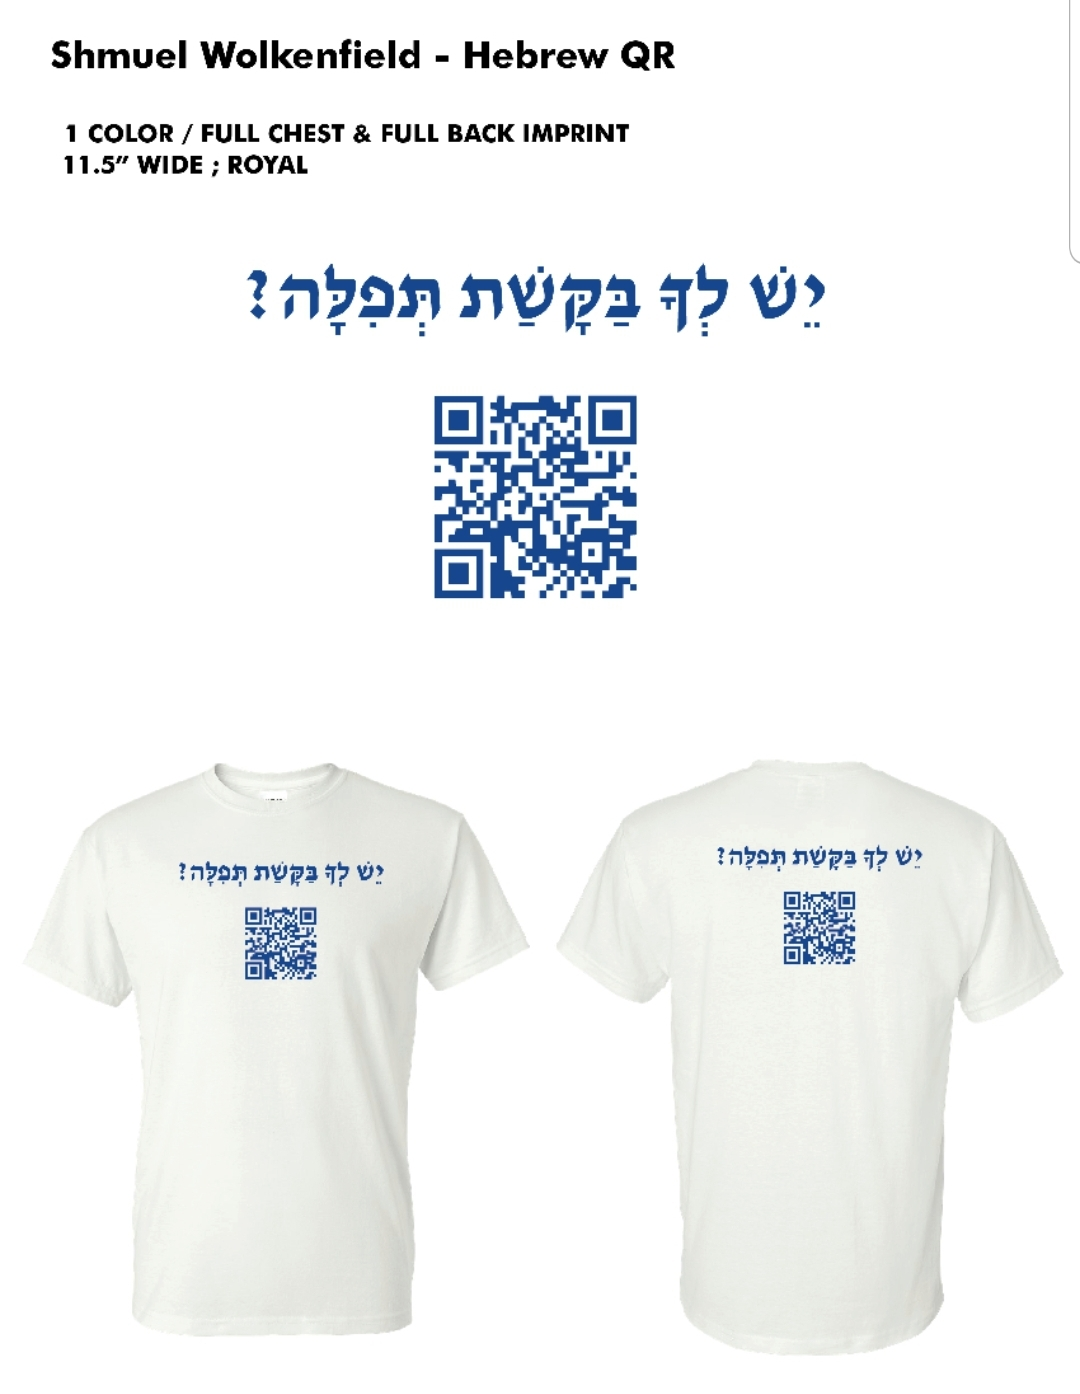 Shmuel Wolkenfield - Hebrew QR
1 COLOR / FULL CHEST & FULL BACK IMPRINT
11.5” WIDE ; ROYAL
יֵשׁ לְךָ בַּקָּשַׁת תְּפִלָּה?
יֵשׁ לְךָ בַּקָּשַׁת תְּפִלָּה?
יֵשׁ לְךָ בַּקָּשַׁת תְּפִלָּה?